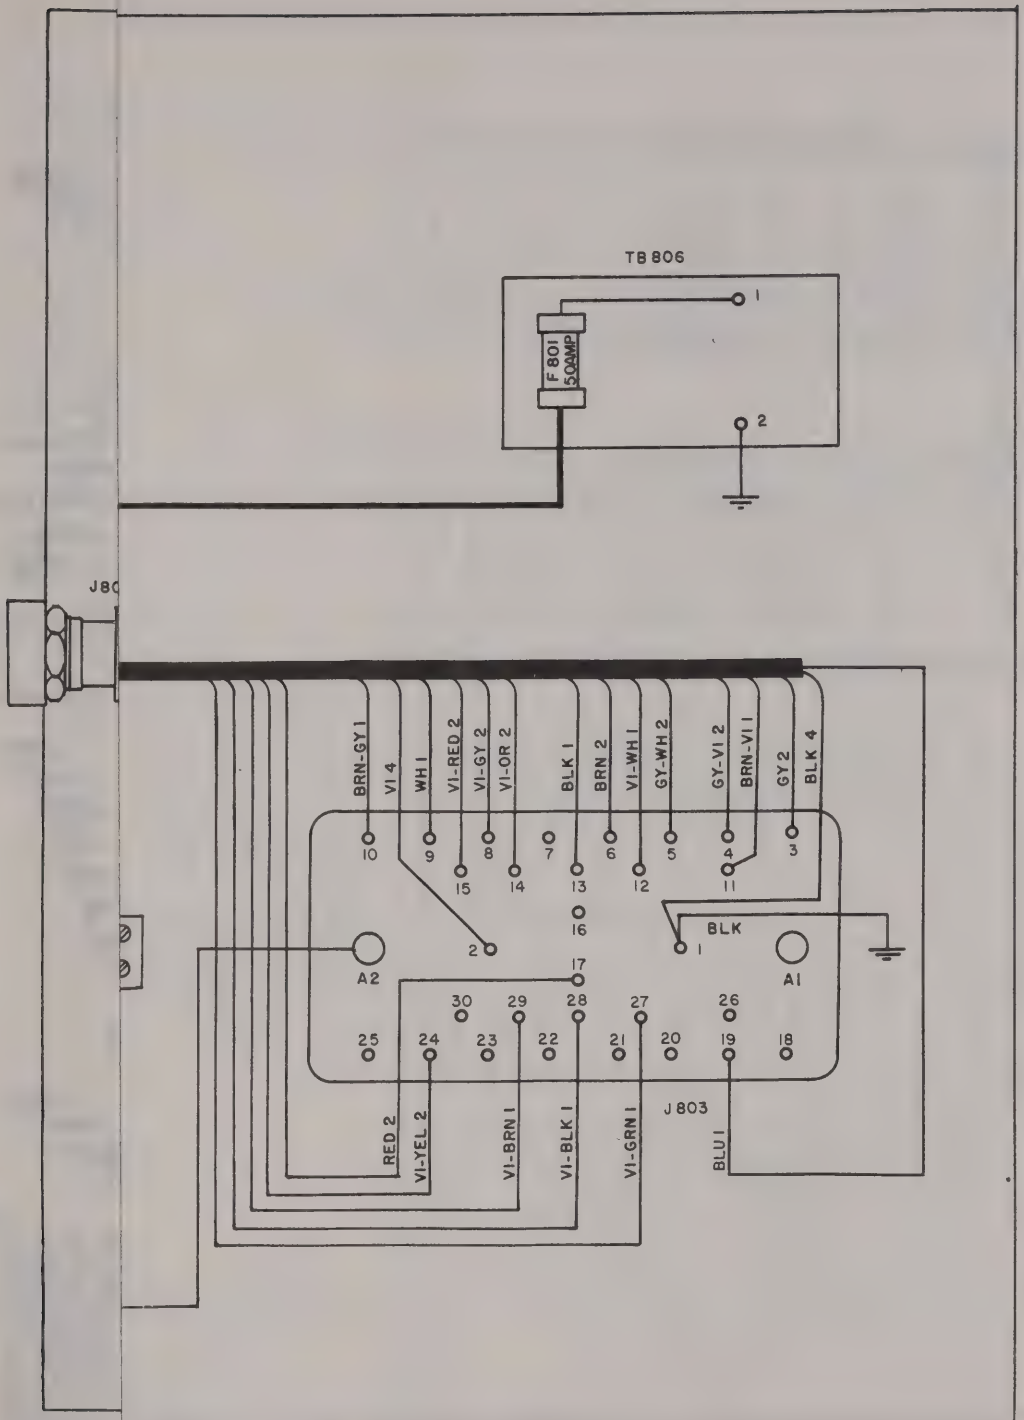 TB 806
1
F 801
50AMP
2
J80
BRN-GY 1
VI 4
WH 1
VI-RED 2
VI-GY 2
VI-OR 2
BLK 1
BRN 2
VI-WH 1
GY-WH 2
GY-VI 2
BRN-VI 1
GY 2
BLK 4
10
9
8
7
6
5
4
3
15
14
13
12
11
16
BLK
2
1
17
A2
A1
30
29
28
27
26
25
24
23
22
21
20
19
18
J 803
RED 2
VI-YEL 2
VI-BRN 1
VI-BLK 1
VI-GRN 1
BLU 1